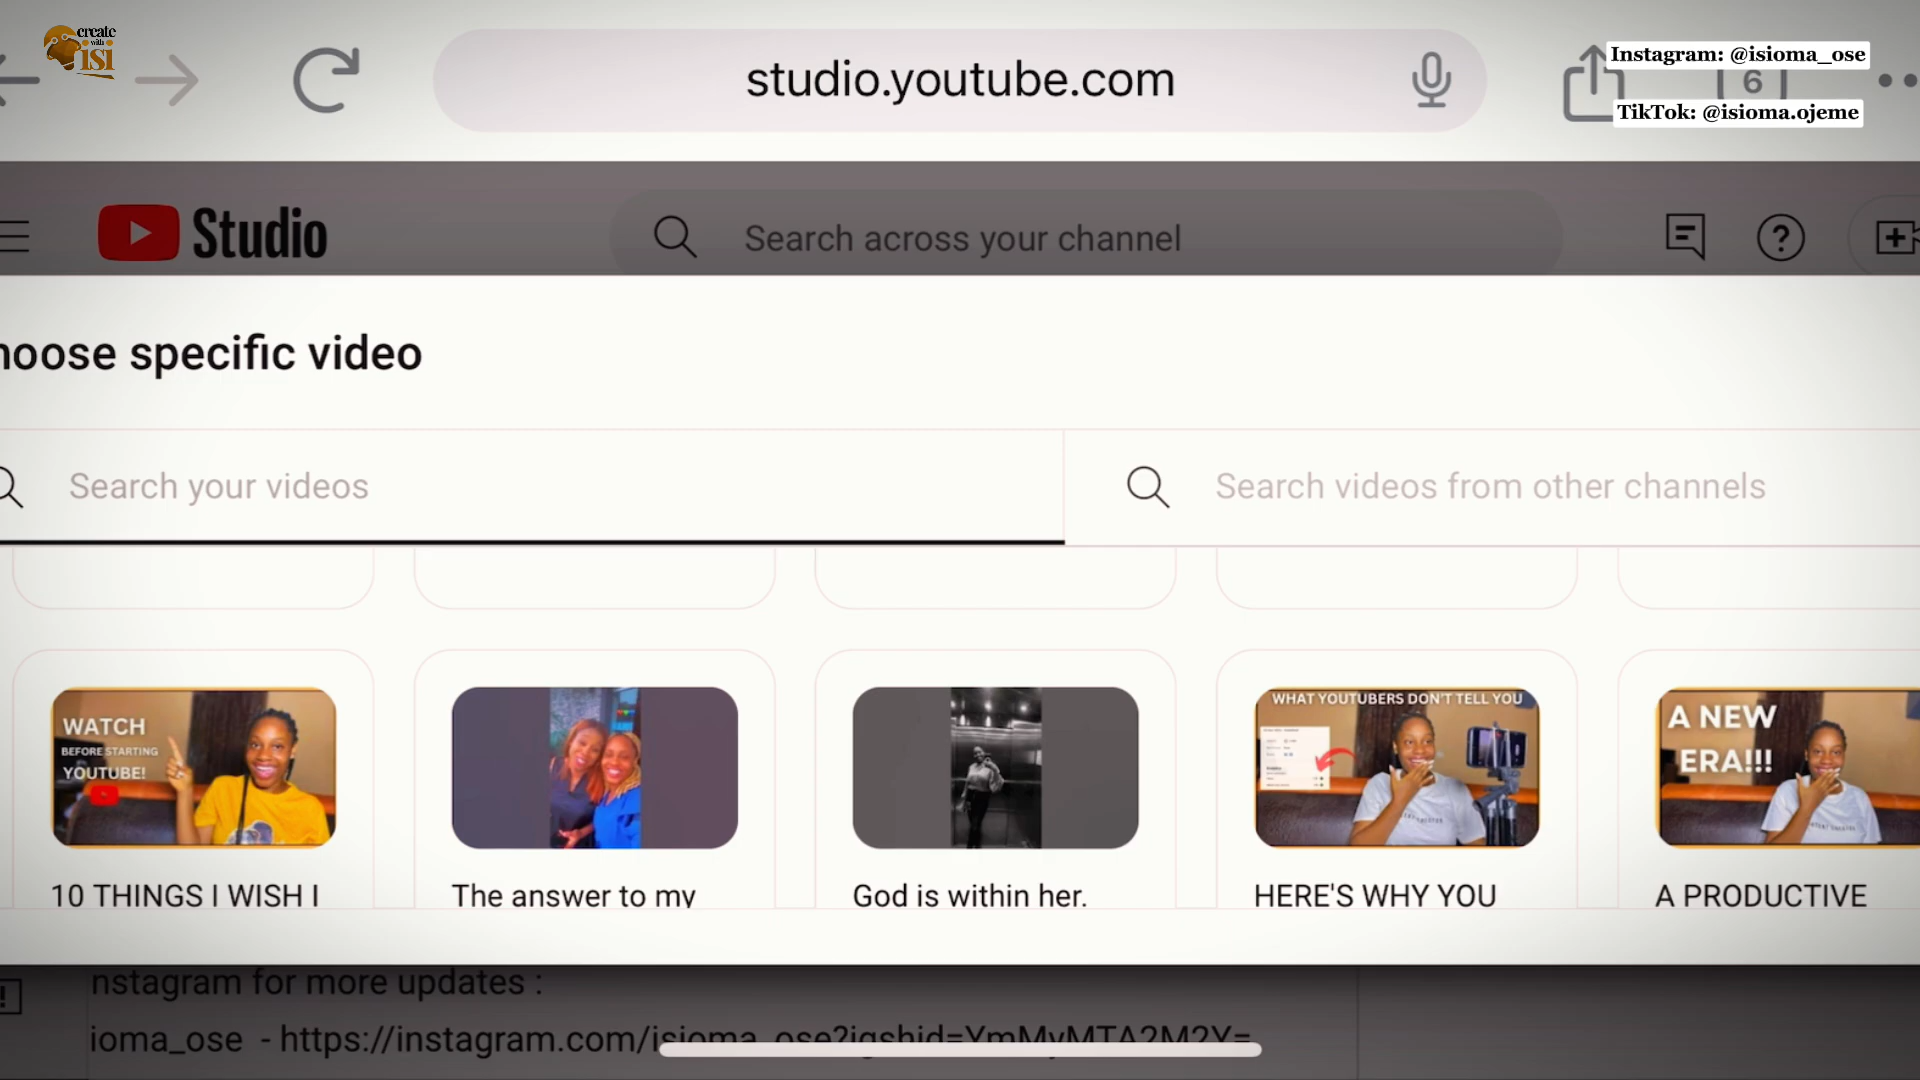 create
with
isi
studio.youtube.com
6
Instagram: @isioma_ose
TikTok: @isioma.ojeme
Studio
Search across your channel
?
hoose specific video
Search your videos
Search videos from other channels
WATCH
BEFORE STARTING
YOUTUBE!
WHAT YOUTUBERS DON'T TELL YOU
A NEW
ERA!!!
10 THINGS I WISH I
The answer to my
God is within her.
HERE'S WHY YOU
A PRODUCTIVE
nstagram for more updates :
ioma_ose - https://instagram.com/isioma_ose?igshid=YmMyMTA2M2Y=